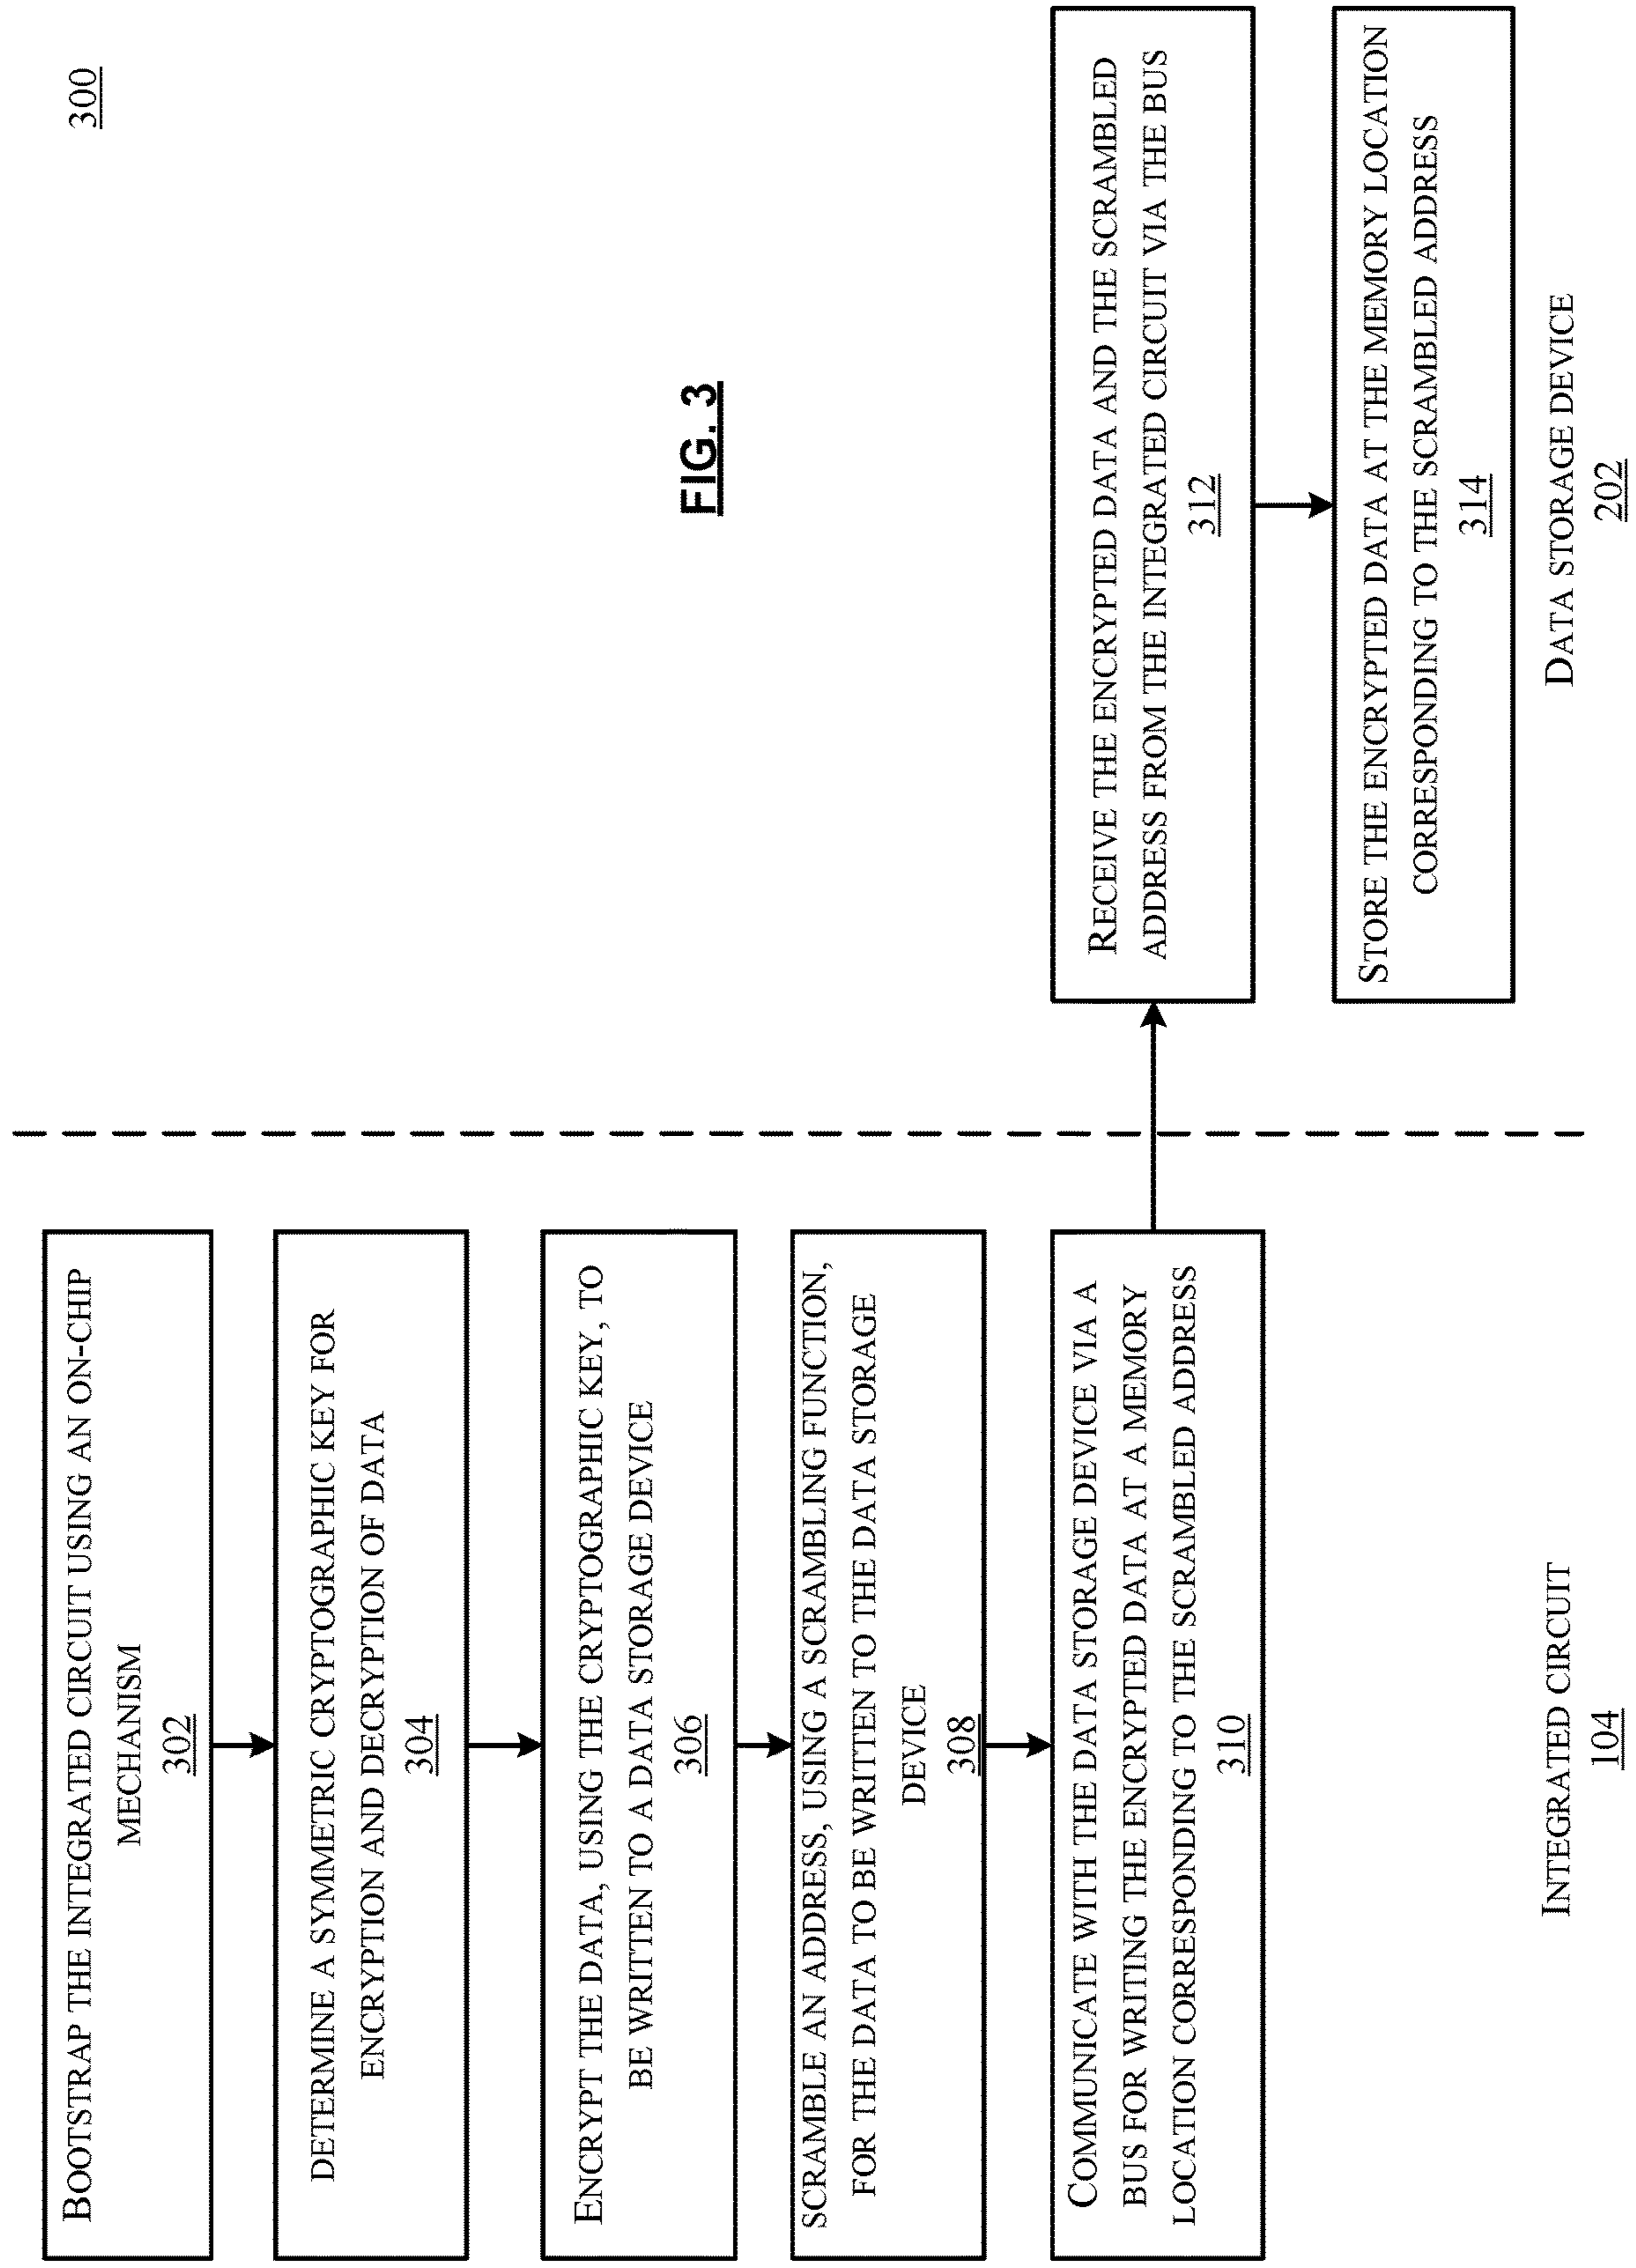 300
BOOTSTRAP THE INTEGRATED CIRCUIT USING AN ON-CHIP
MECHANISM
302
DETERMINE A SYMMETRIC CRYPTOGRAPHIC KEY FOR
ENCRYPTION AND DECRYPTION OF DATA
304
ENCRYPT THE DATA, USING THE CRYPTOGRAPHIC KEY, TO
BE WRITTEN TO A DATA STORAGE DEVICE
306
SCRAMBLE AN ADDRESS, USING A SCRAMBLING FUNCTION,
FOR THE DATA TO BE WRITTEN TO THE DATA STORAGE
DEVICE
308
COMMUNICATE WITH THE DATA STORAGE DEVICE VIA A
BUS FOR WRITING THE ENCRYPTED DATA AT A MEMORY
LOCATION CORRESPONDING TO THE SCRAMBLED ADDRESS
310
INTEGRATED CIRCUIT
104
FIG. 3
RECEIVE THE ENCRYPTED DATA AND THE SCRAMBLED
ADDRESS FROM THE INTEGRATED CIRCUIT VIA THE BUS
312
STORE THE ENCRYPTED DATA AT THE MEMORY LOCATION
CORRESPONDING TO THE SCRAMBLED ADDRESS
314
DATA STORAGE DEVICE
202